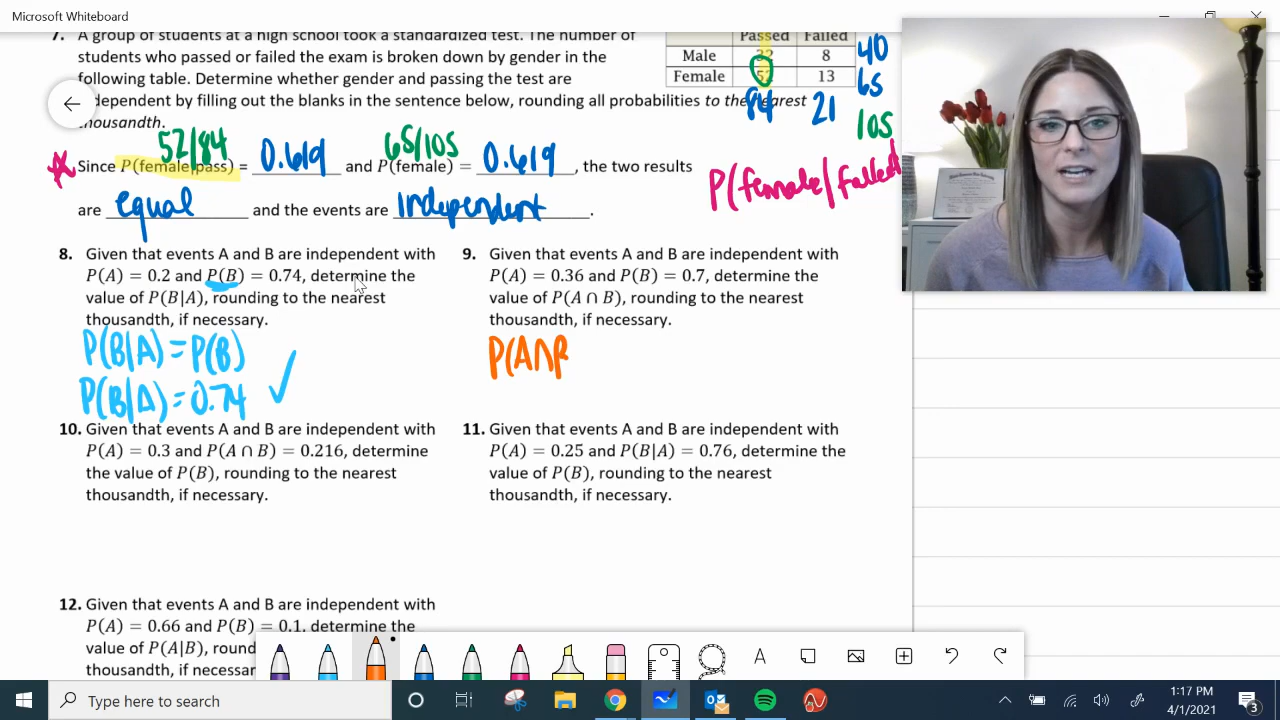 Microsoft Whiteboard
7. A group of students at a high school took a standardized test. The number of
students who passed or failed the exam is broken down by gender in the
following table. Determine whether gender and passing the test are
independent by filling out the blanks in the sentence below, rounding all probabilities to the nearest
thousandth.
Passed Failed
Male 32 8 40
Female 52 13 65
84 21 105
52/84 65/105
Since P(female|pass) = 0.619 and P(female) = 0.619, the two results
are equal and the events are independent.
P(female|failed
8. Given that events A and B are independent with
P(A) = 0.2 and P(B) = 0.74, determine the
value of P(B|A), rounding to the nearest
thousandth, if necessary.
P(B|A) = P(B)
P(B|A) = 0.74 ✓
9. Given that events A and B are independent with
P(A) = 0.36 and P(B) = 0.7, determine the
value of P(A ∩ B), rounding to the nearest
thousandth, if necessary.
P(A∩B
10. Given that events A and B are independent with
P(A) = 0.3 and P(A ∩ B) = 0.216, determine
the value of P(B), rounding to the nearest
thousandth, if necessary.
11. Given that events A and B are independent with
P(A) = 0.25 and P(B|A) = 0.76, determine the
value of P(B), rounding to the nearest
thousandth, if necessary.
12. Given that events A and B are independent with
P(A) = 0.66 and P(B) = 0.1, determine the
value of P(A|B), round
thousandth, if necessar
Type here to search
1:17 PM
4/1/2021
3